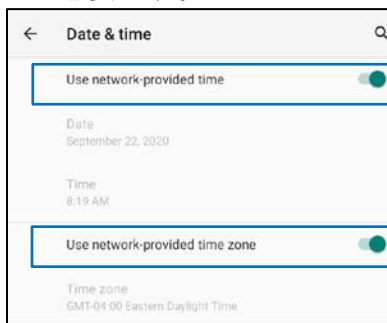 Date & time
Use network-provided time
Date
September 22, 2020
Time
8:19 AM
Use network-provided time zone
Time zone
GMT-04:00 Eastern Daylight Time